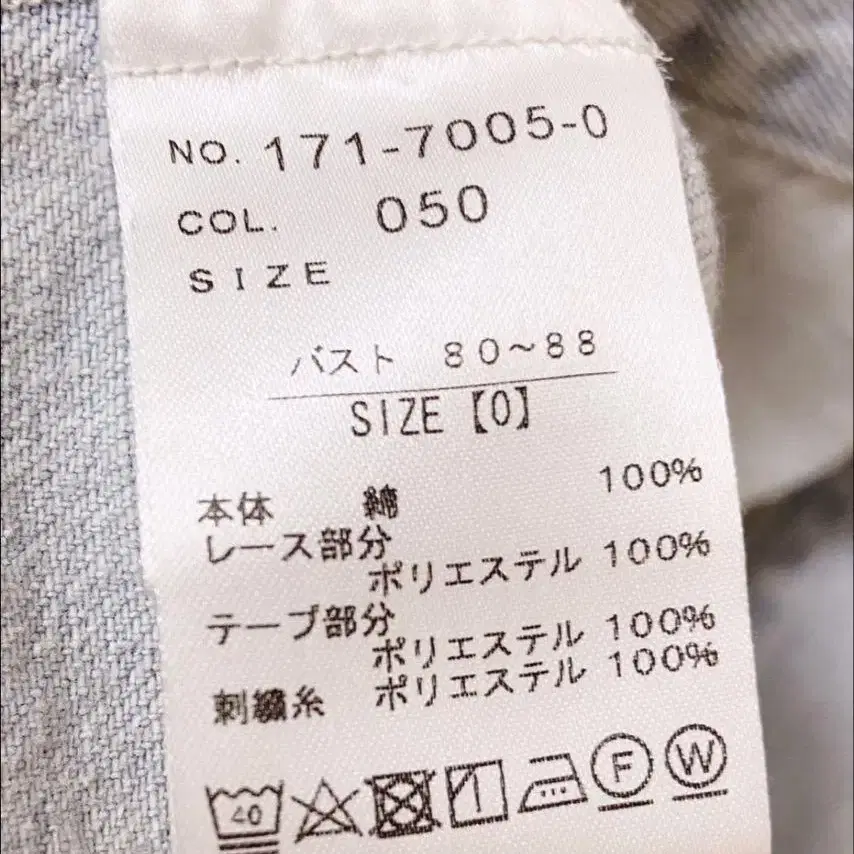 NO. 171-7005-0
COL. 050
SIZE
バスト 80~88
SIZE【0】
本体 綿 100%
レース部分
ポリエステル 100%
テープ部分
ポリエステル 100%
刺繍糸 ポリエステル 100%
40 F W